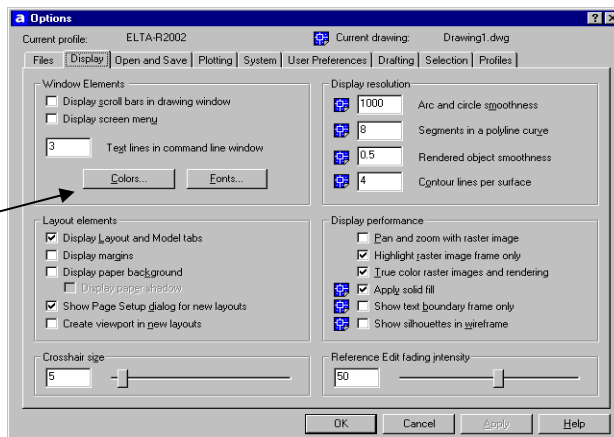 a Options
Current profile: ELTA-R2002 Current drawing: Drawing1.dwg
Files Display Open and Save Plotting System User Preferences Drafting Selection Profiles
Window Elements
Display scroll bars in drawing window
Display screen menu
3 Text lines in command line window
Colors... Fonts...
Display resolution
1000 Arc and circle smoothness
8 Segments in a polyline curve
0.5 Rendered object smoothness
4 Contour lines per surface
Layout elements
Display Layout and Model tabs
Display margins
Display paper background
Display paper shadow
Show Page Setup dialog for new layouts
Create viewport in new layouts
Display performance
Pan and zoom with raster image
Highlight raster image frame only
True color raster images and rendering
Apply solid fill
Show text boundary frame only
Show silhouettes in wireframe
Crosshair size
5
Reference Edit fading intensity
50
OK Cancel Apply Help